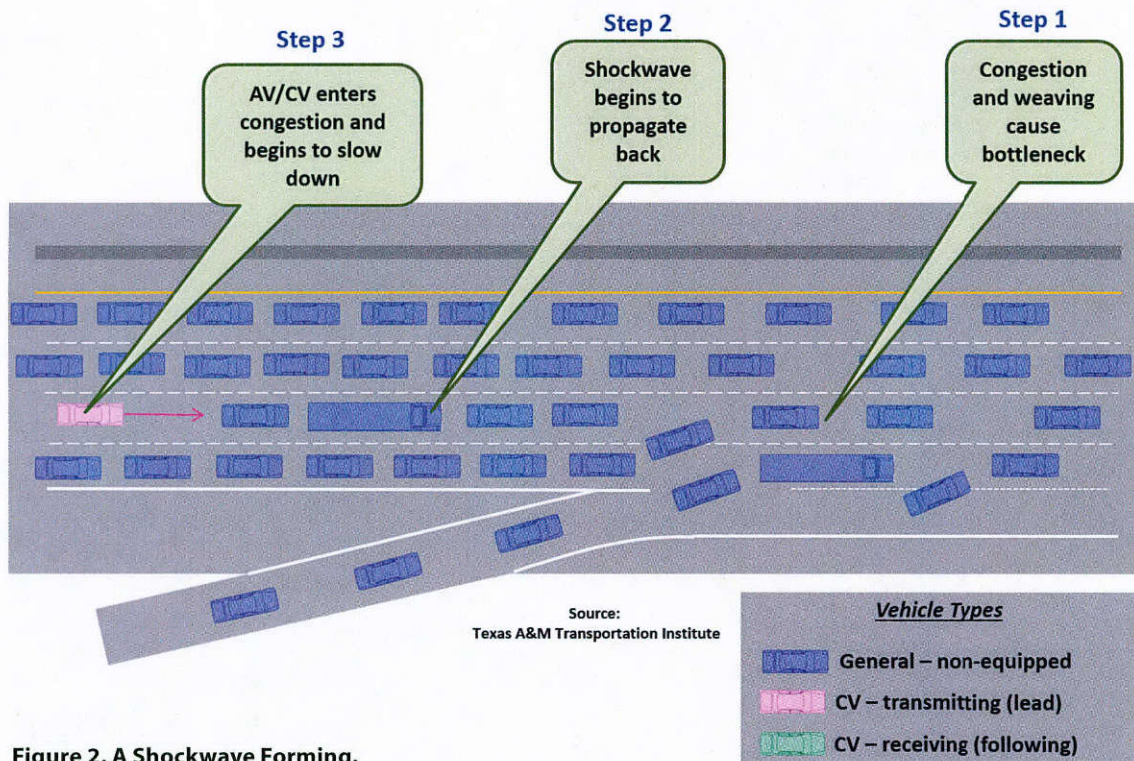 Step 3
Step 2
Step 1
AV/CV enters
congestion and
begins to slow
down
Shockwave
begins to
propagate
back
Congestion
and weaving
cause
bottleneck
Source:
Texas A&M Transportation Institute
Vehicle Types
General – non-equipped
CV – transmitting (lead)
CV – receiving (following)
Figure 2. A Shockwave Forming.